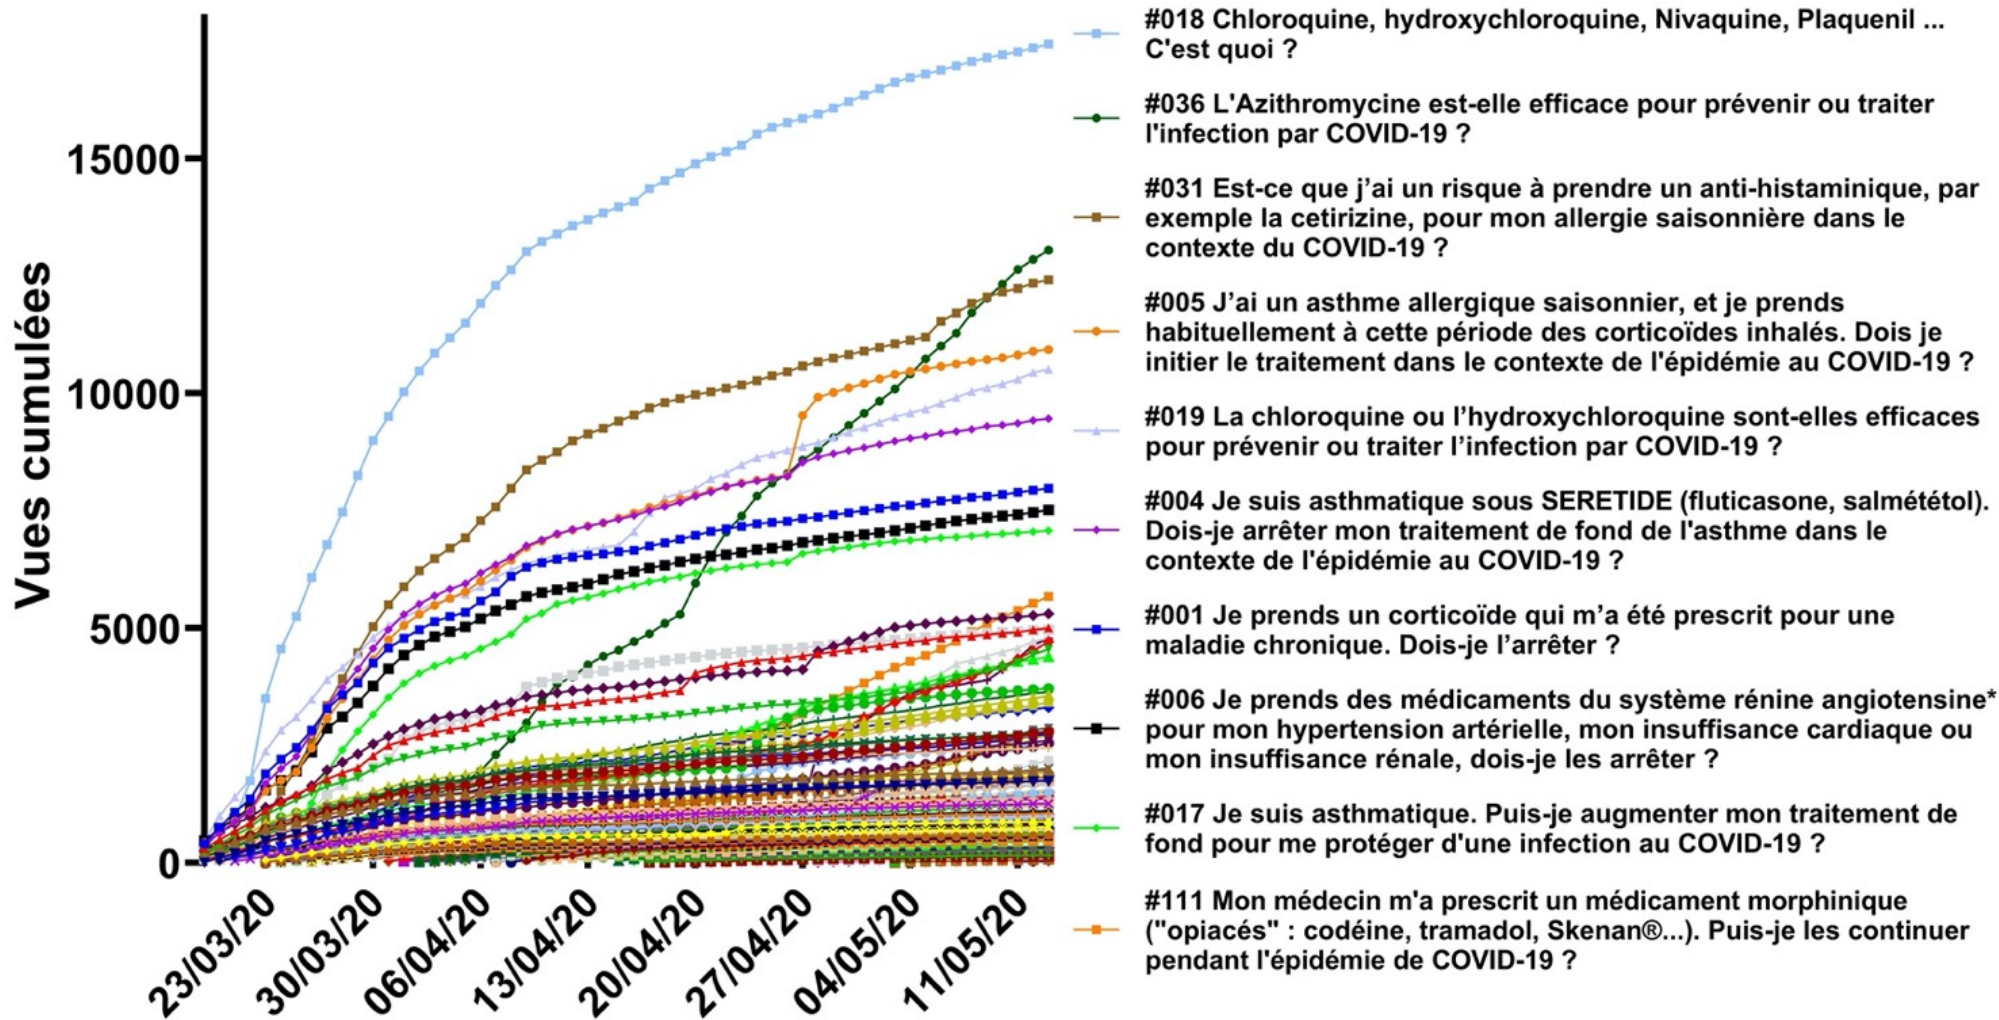 Vues cumulées
15000
10000
5000
0
23/03/20
30/03/20
06/04/20
13/04/20
20/04/20
27/04/20
04/05/20
11/05/20
#018 Chloroquine, hydroxychloroquine, Nivaquine, Plaquenil ...
C'est quoi ?
#036 L'Azithromycine est-elle efficace pour prévenir ou traiter
l'infection par COVID-19 ?
#031 Est-ce que j’ai un risque à prendre un anti-histaminique, par
exemple la cetirizine, pour mon allergie saisonnière dans le
contexte du COVID-19 ?
#005 J’ai un asthme allergique saisonnier, et je prends
habituellement à cette période des corticoïdes inhalés. Dois je
initier le traitement dans le contexte de l'épidémie au COVID-19 ?
#019 La chloroquine ou l’hydroxychloroquine sont-elles efficaces
pour prévenir ou traiter l’infection par COVID-19 ?
#004 Je suis asthmatique sous SERETIDE (fluticasone, salmététol).
Dois-je arrêter mon traitement de fond de l'asthme dans le
contexte de l'épidémie au COVID-19 ?
#001 Je prends un corticoïde qui m’a été prescrit pour une
maladie chronique. Dois-je l’arrêter ?
#006 Je prends des médicaments du système rénine angiotensine*
pour mon hypertension artérielle, mon insuffisance cardiaque ou
mon insuffisance rénale, dois-je les arrêter ?
#017 Je suis asthmatique. Puis-je augmenter mon traitement de
fond pour me protéger d'une infection au COVID-19 ?
#111 Mon médecin m'a prescrit un médicament morphinique
("opiacés" : codéine, tramadol, Skenan®...). Puis-je les continuer
pendant l'épidémie de COVID-19 ?